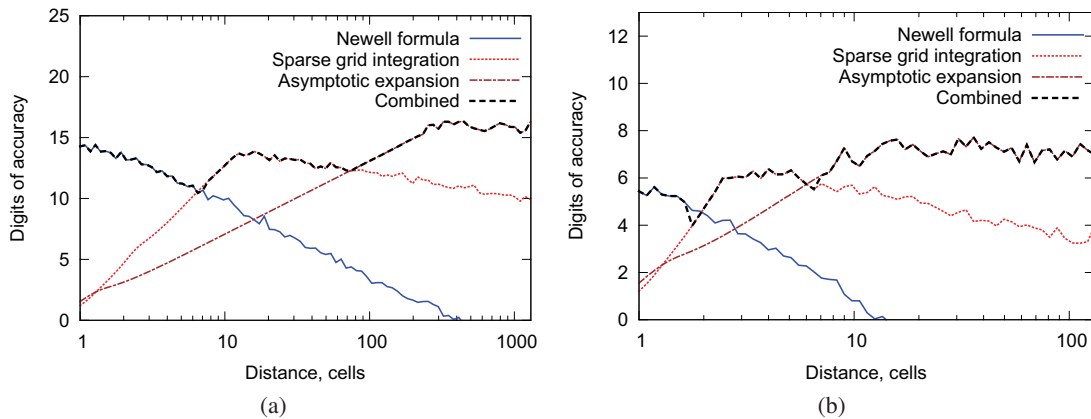 (a)
Digits of accuracy
25
20
15
10
5
0
Newell formula
Sparse grid integration
Asymptotic expansion
Combined
1 10 100 1000
Distance, cells
(b)
Digits of accuracy
12
10
8
6
4
2
0
Newell formula
Sparse grid integration
Asymptotic expansion
Combined
1 10 100
Distance, cells